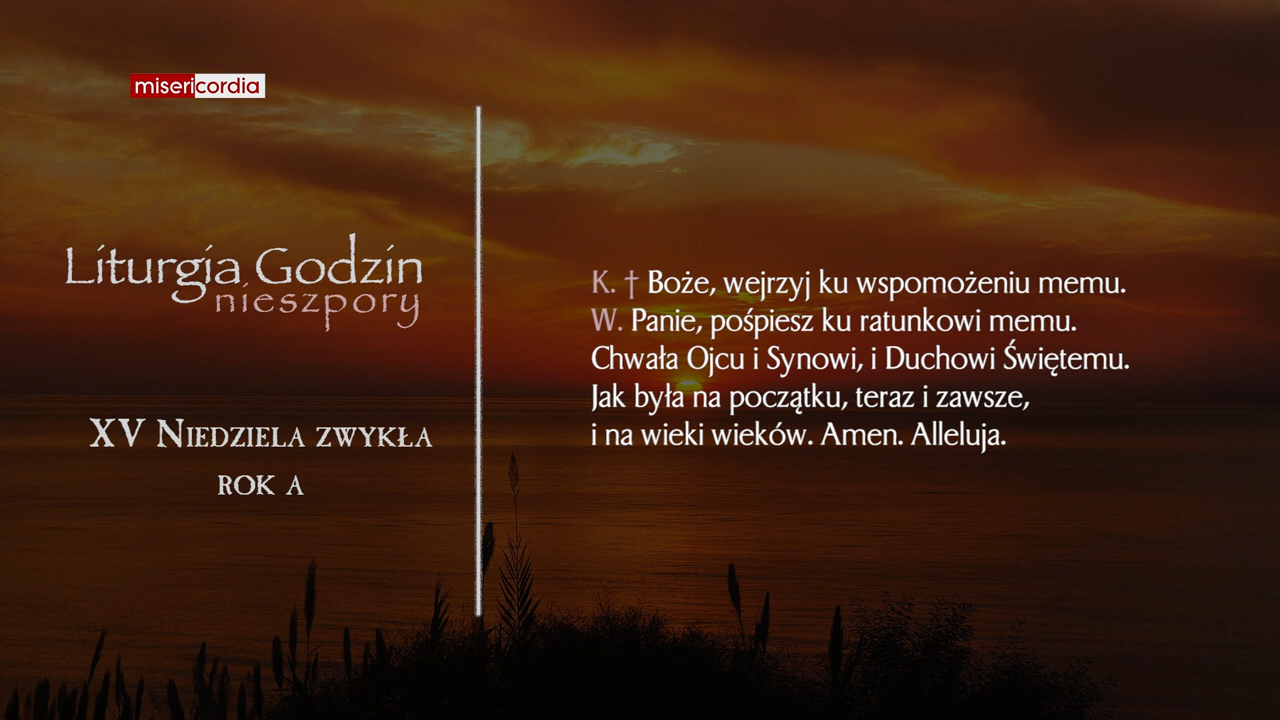 misericordia
Liturgia Godzin
nieszpory
XV Niedziela zwykła
rok A
K. † Boże, wejrzyj ku wspomożeniu memu.
W. Panie, pośpiesz ku ratunkowi memu.
Chwała Ojcu i Synowi, i Duchowi Świętemu.
Jak była na początku, teraz i zawsze,
i na wieki wieków. Amen. Alleluja.